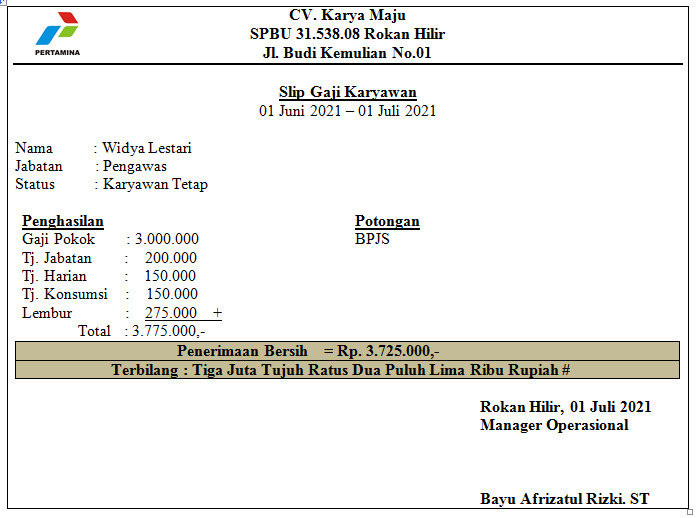 PERTAMINA
CV. Karya Maju
SPBU 31.538.08 Rokan Hilir
Jl. Budi Kemulian No.01
Slip Gaji Karyawan
01 Juni 2021 – 01 Juli 2021
Nama : Widya Lestari
Jabatan : Pengawas
Status : Karyawan Tetap
Penghasilan Potongan
Gaji Pokok : 3.000.000 BPJS
Tj. Jabatan : 200.000
Tj. Harian : 150.000
Tj. Konsumsi : 150.000
Lembur : 275.000 +
Total : 3.775.000,-
Penerimaan Bersih = Rp. 3.725.000,-
Terbilang : Tiga Juta Tujuh Ratus Dua Puluh Lima Ribu Rupiah #
Rokan Hilir, 01 Juli 2021
Manager Operasional
Bayu Afrizatul Rizki. ST